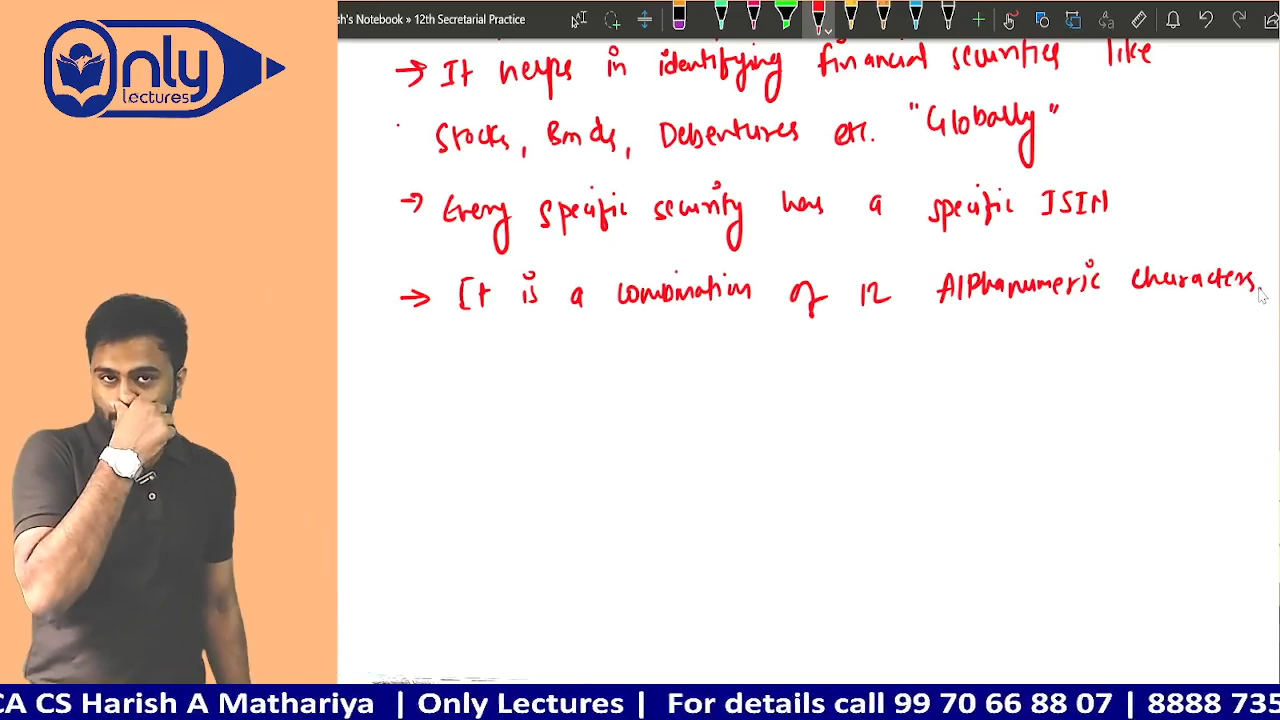 Only
lectures
sh's Notebook » 12th Secretarial Practice
→ It helps in identifying financial securities like
Stocks, Bonds, Debentures etc. "Globally"
→ Every specific security has a specific ISIN
→ It is a combination of 12 Alphanumeric characters
CA CS Harish A Mathariya | Only Lectures | For details call 99 70 66 88 07 | 8888 735